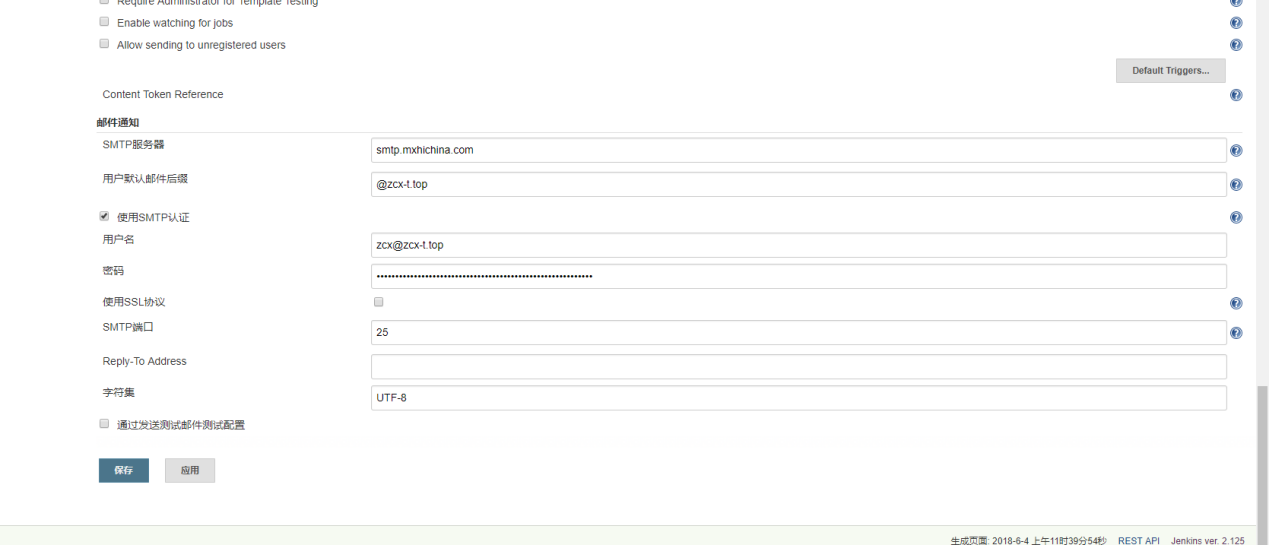 Require Administrator for Template Testing
Enable watching for jobs
Allow sending to unregistered users
Default Triggers...
Content Token Reference
邮件通知
SMTP服务器
smtp.mxhichina.com
用户默认邮件后缀
@zcx-t.top
使用SMTP认证
用户名
zcx@zcx-t.top
密码
使用SSL协议
SMTP端口
25
Reply-To Address
字符集
UTF-8
通过发送测试邮件测试配置
保存 应用
生成页面: 2018-6-4 上午11时39分54秒 REST API Jenkins ver. 2.125